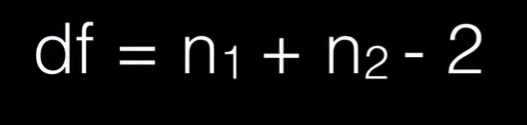 df = n₁ + n₂ - 2